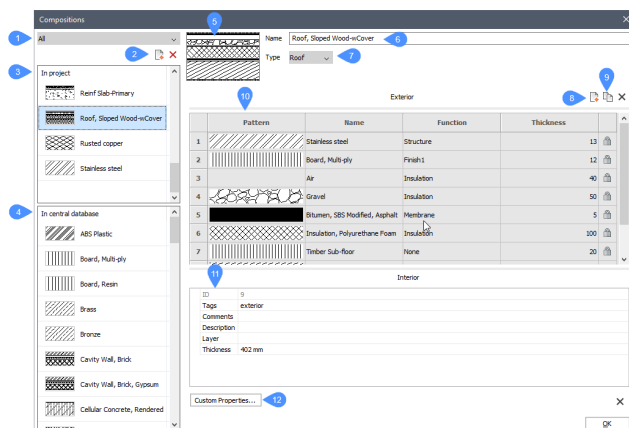 Compositions
5
1 All
Name Roof, Sloped Wood-wCover 6
2
Type Roof 7
3 In project
9
Reinf Slab-Primary
8
10 Exterior
Roof, Sloped Wood-wCover
Pattern Name Function Thickness
Rusted copper
1 Stainless steel Structure 13
2 Board, Multi-ply Finish1 12
Stainless steel
3 Air Insulation 40
4 Gravel Insulation 50
4 In central database
5 Bitumen, SBS Modified, Asphalt Membrane 5
ABS Plastic
6 Insulation, Polyurethane Foam Insulation 100
Board, Multi-ply
7 Timber Sub-floor None 20
11 Interior
Board, Resin
ID 9
Brass
Tags exterior
Comments
Bronze
Description
Layer
Cavity Wall, Brick
Thickness 402 mm
Cavity Wall, Brick, Gypsum
Custom Properties... 12
Cellular Concrete, Rendered
OK